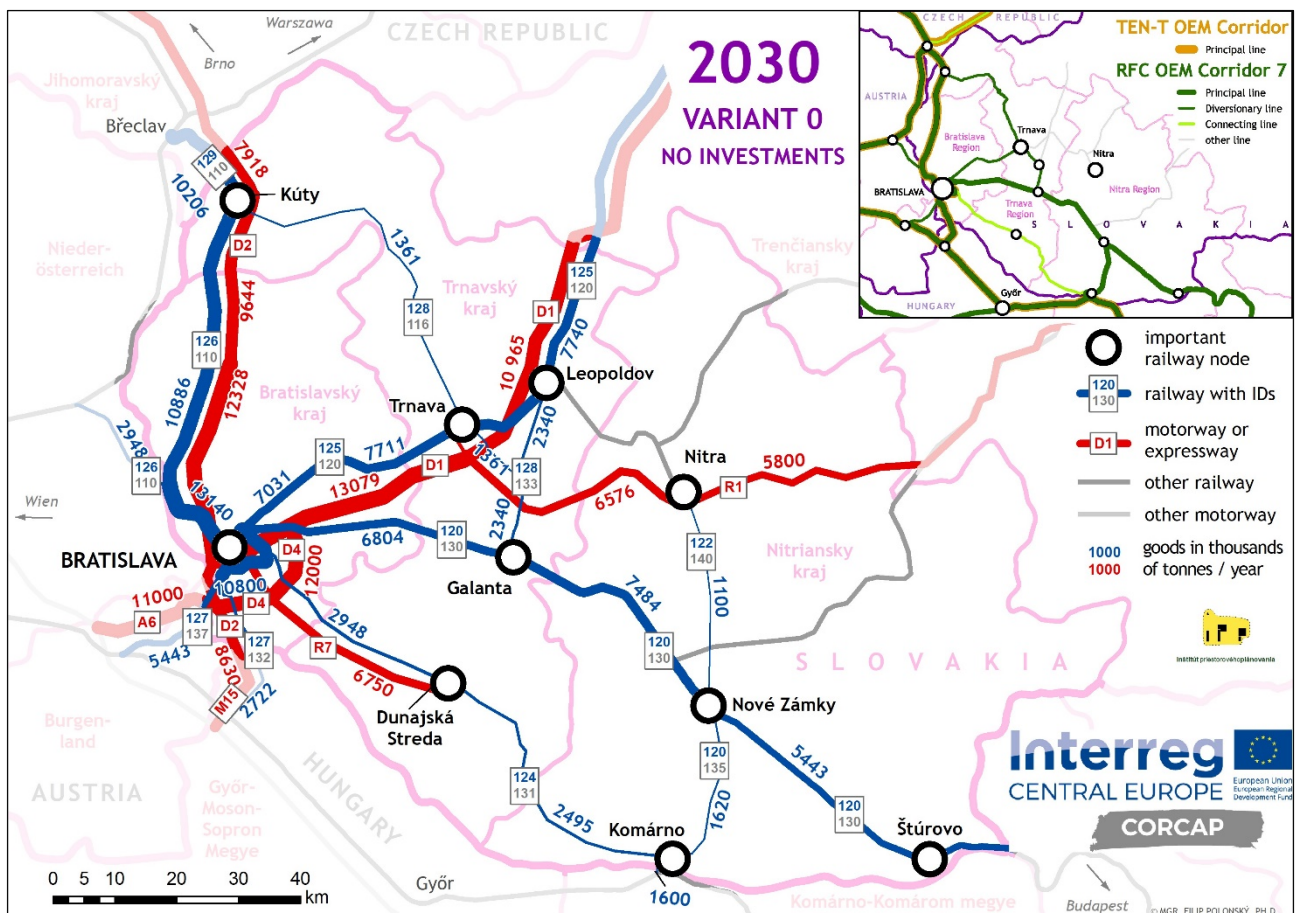 2030
VARIANT 0
NO INVESTMENTS
Warszawa
CZECH REPUBLIC
Brno
Jihomoravský
kraj
Břeclav
129
110
7918
10206
Kúty
D2
Nieder-
österreich
1361
9644
Trnavský
kraj
Trenčiansky
kraj
125
120
D1
128
116
7740
126
110
10 965
10886
12328
Bratislavský
kraj
Leopoldov
Trnava
2948
125
120
7711
2340
1361
Nitra
5800
D1
126
110
7031
13079
128
133
R1
6576
Wien
13140
2340
6804
120
130
122
140
Nitriansky
kraj
BRATISLAVA
D4
12000
Galanta
10800
7484
1100
11000
D4
A6
127
137
D2
127
132
2948
120
130
5443
R7
8630
6750
SLOVAKIA
M15
2722
Dunajská
Streda
Nové Zámky
Burgen-
land
120
135
5443
HUNGARY
AUSTRIA
124
131
Győr-
Moson-
Sopron
Megye
120
130
2495
1620
Komárno
Štúrovo
1600
Győr
Komárno-Komárom megye
Budapest
0 5 10 20 30 40
km
CZECH REPUBLIC
TEN-T OEM Corridor
Principal line
RFC OEM Corridor 7
Principal line
Diversionary line
Connecting line
other line
AUSTRIA
Bratislava
Region
Trnava
Nitra
Nitra Region
BRATISLAVA
Trnava
Region
SLOVAKIA
HUNGARY
Győr
important
railway node
120
130
railway with IDs
D1
motorway or
expressway
other railway
other motorway
1000
1000
goods in thousands
of tonnes / year
Inštitút priestorového plánovania
Interreg
CENTRAL EUROPE
European Union
European Regional
Development Fund
CORCAP
© MGR. FILIP POLONSKÝ, PH.D.